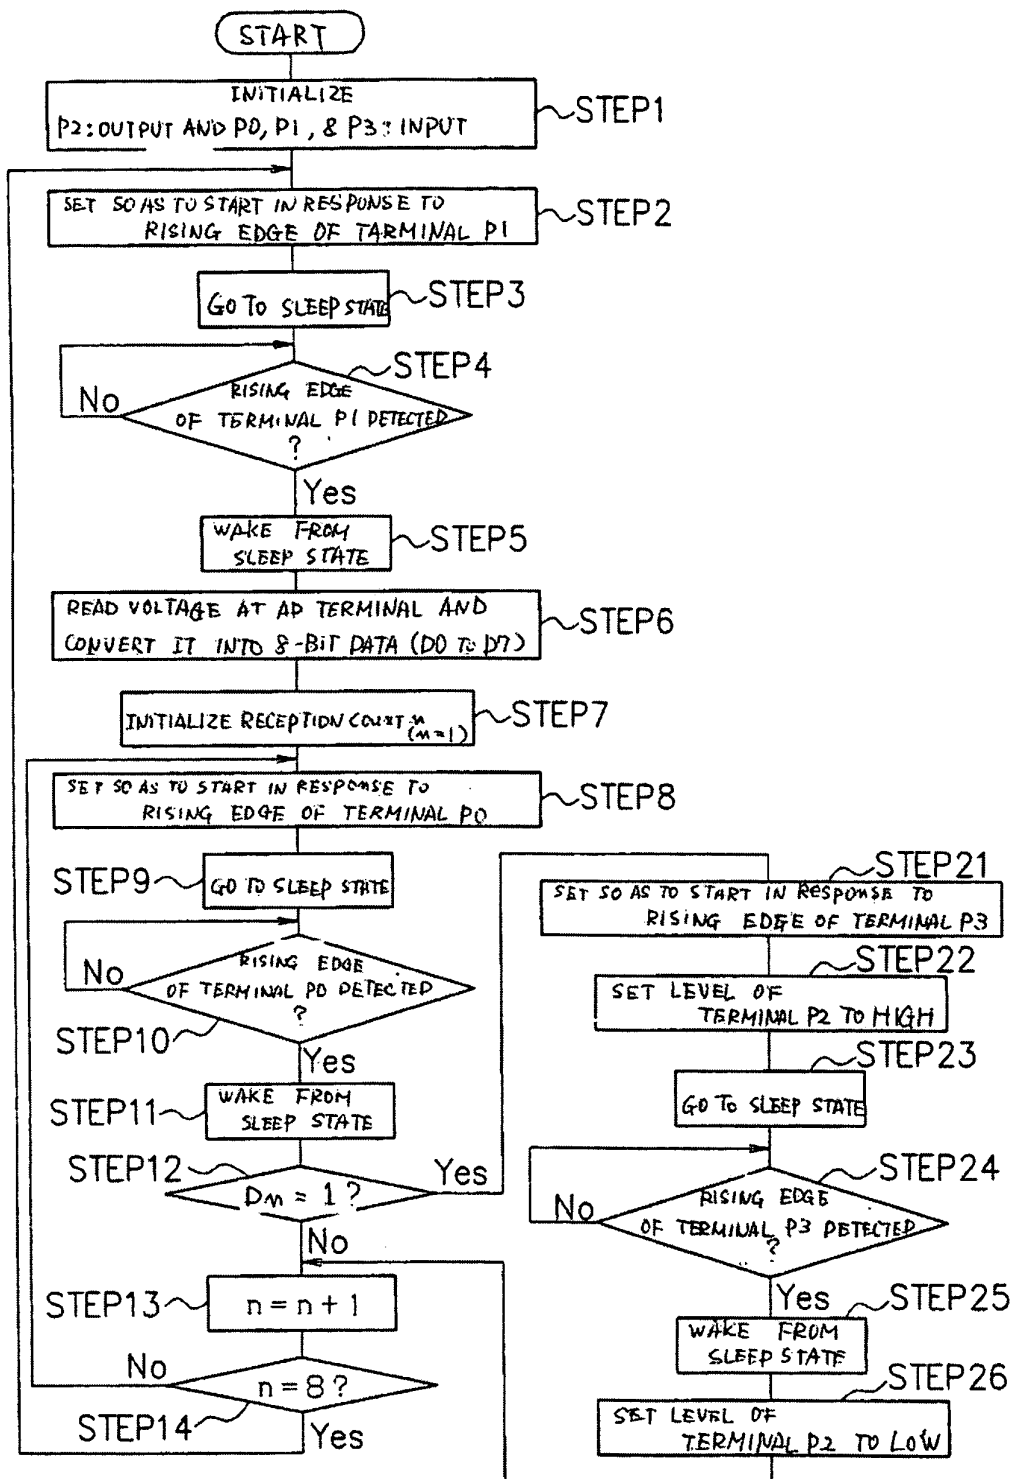 START
INITIALIZE
P2:OUTPUT AND P0, P1, & P3:INPUT
STEP1
SET SO AS TO START IN RESPONSE TO
RISING EDGE OF TARMINAL P1
STEP2
GO TO SLEEP STATE
STEP3
STEP4
RISING EDGE
OF TERMINAL P1 DETECTED
?
No
Yes
WAKE FROM
SLEEP STATE
STEP5
READ VOLTAGE AT AD TERMINAL AND
CONVERT IT INTO 8-BIT DATA (D0 TO D7)
STEP6
INITIALIZE RECEPTION COUNT n
(n=1)
STEP7
SET SO AS TO START IN RESPONSE TO
RISING EDGE OF TERMINAL P0
STEP8
STEP9
GO TO SLEEP STATE
RISING EDGE
OF TERMINAL P0 DETECTED
?
No
STEP10
Yes
STEP11
WAKE FROM
SLEEP STATE
STEP12
Dn = 1 ?
Yes
No
STEP13
n = n + 1
No
n = 8 ?
STEP14
Yes
STEP21
SET SO AS TO START IN RESPONSE TO
RISING EDGE OF TERMINAL P3
STEP22
SET LEVEL OF
TERMINAL P2 TO HIGH
STEP23
GO TO SLEEP STATE
STEP24
RISING EDGE
OF TERMINAL P3 DETECTED
?
No
Yes
STEP25
WAKE FROM
SLEEP STATE
STEP26
SET LEVEL OF
TERMINAL P2 TO LOW